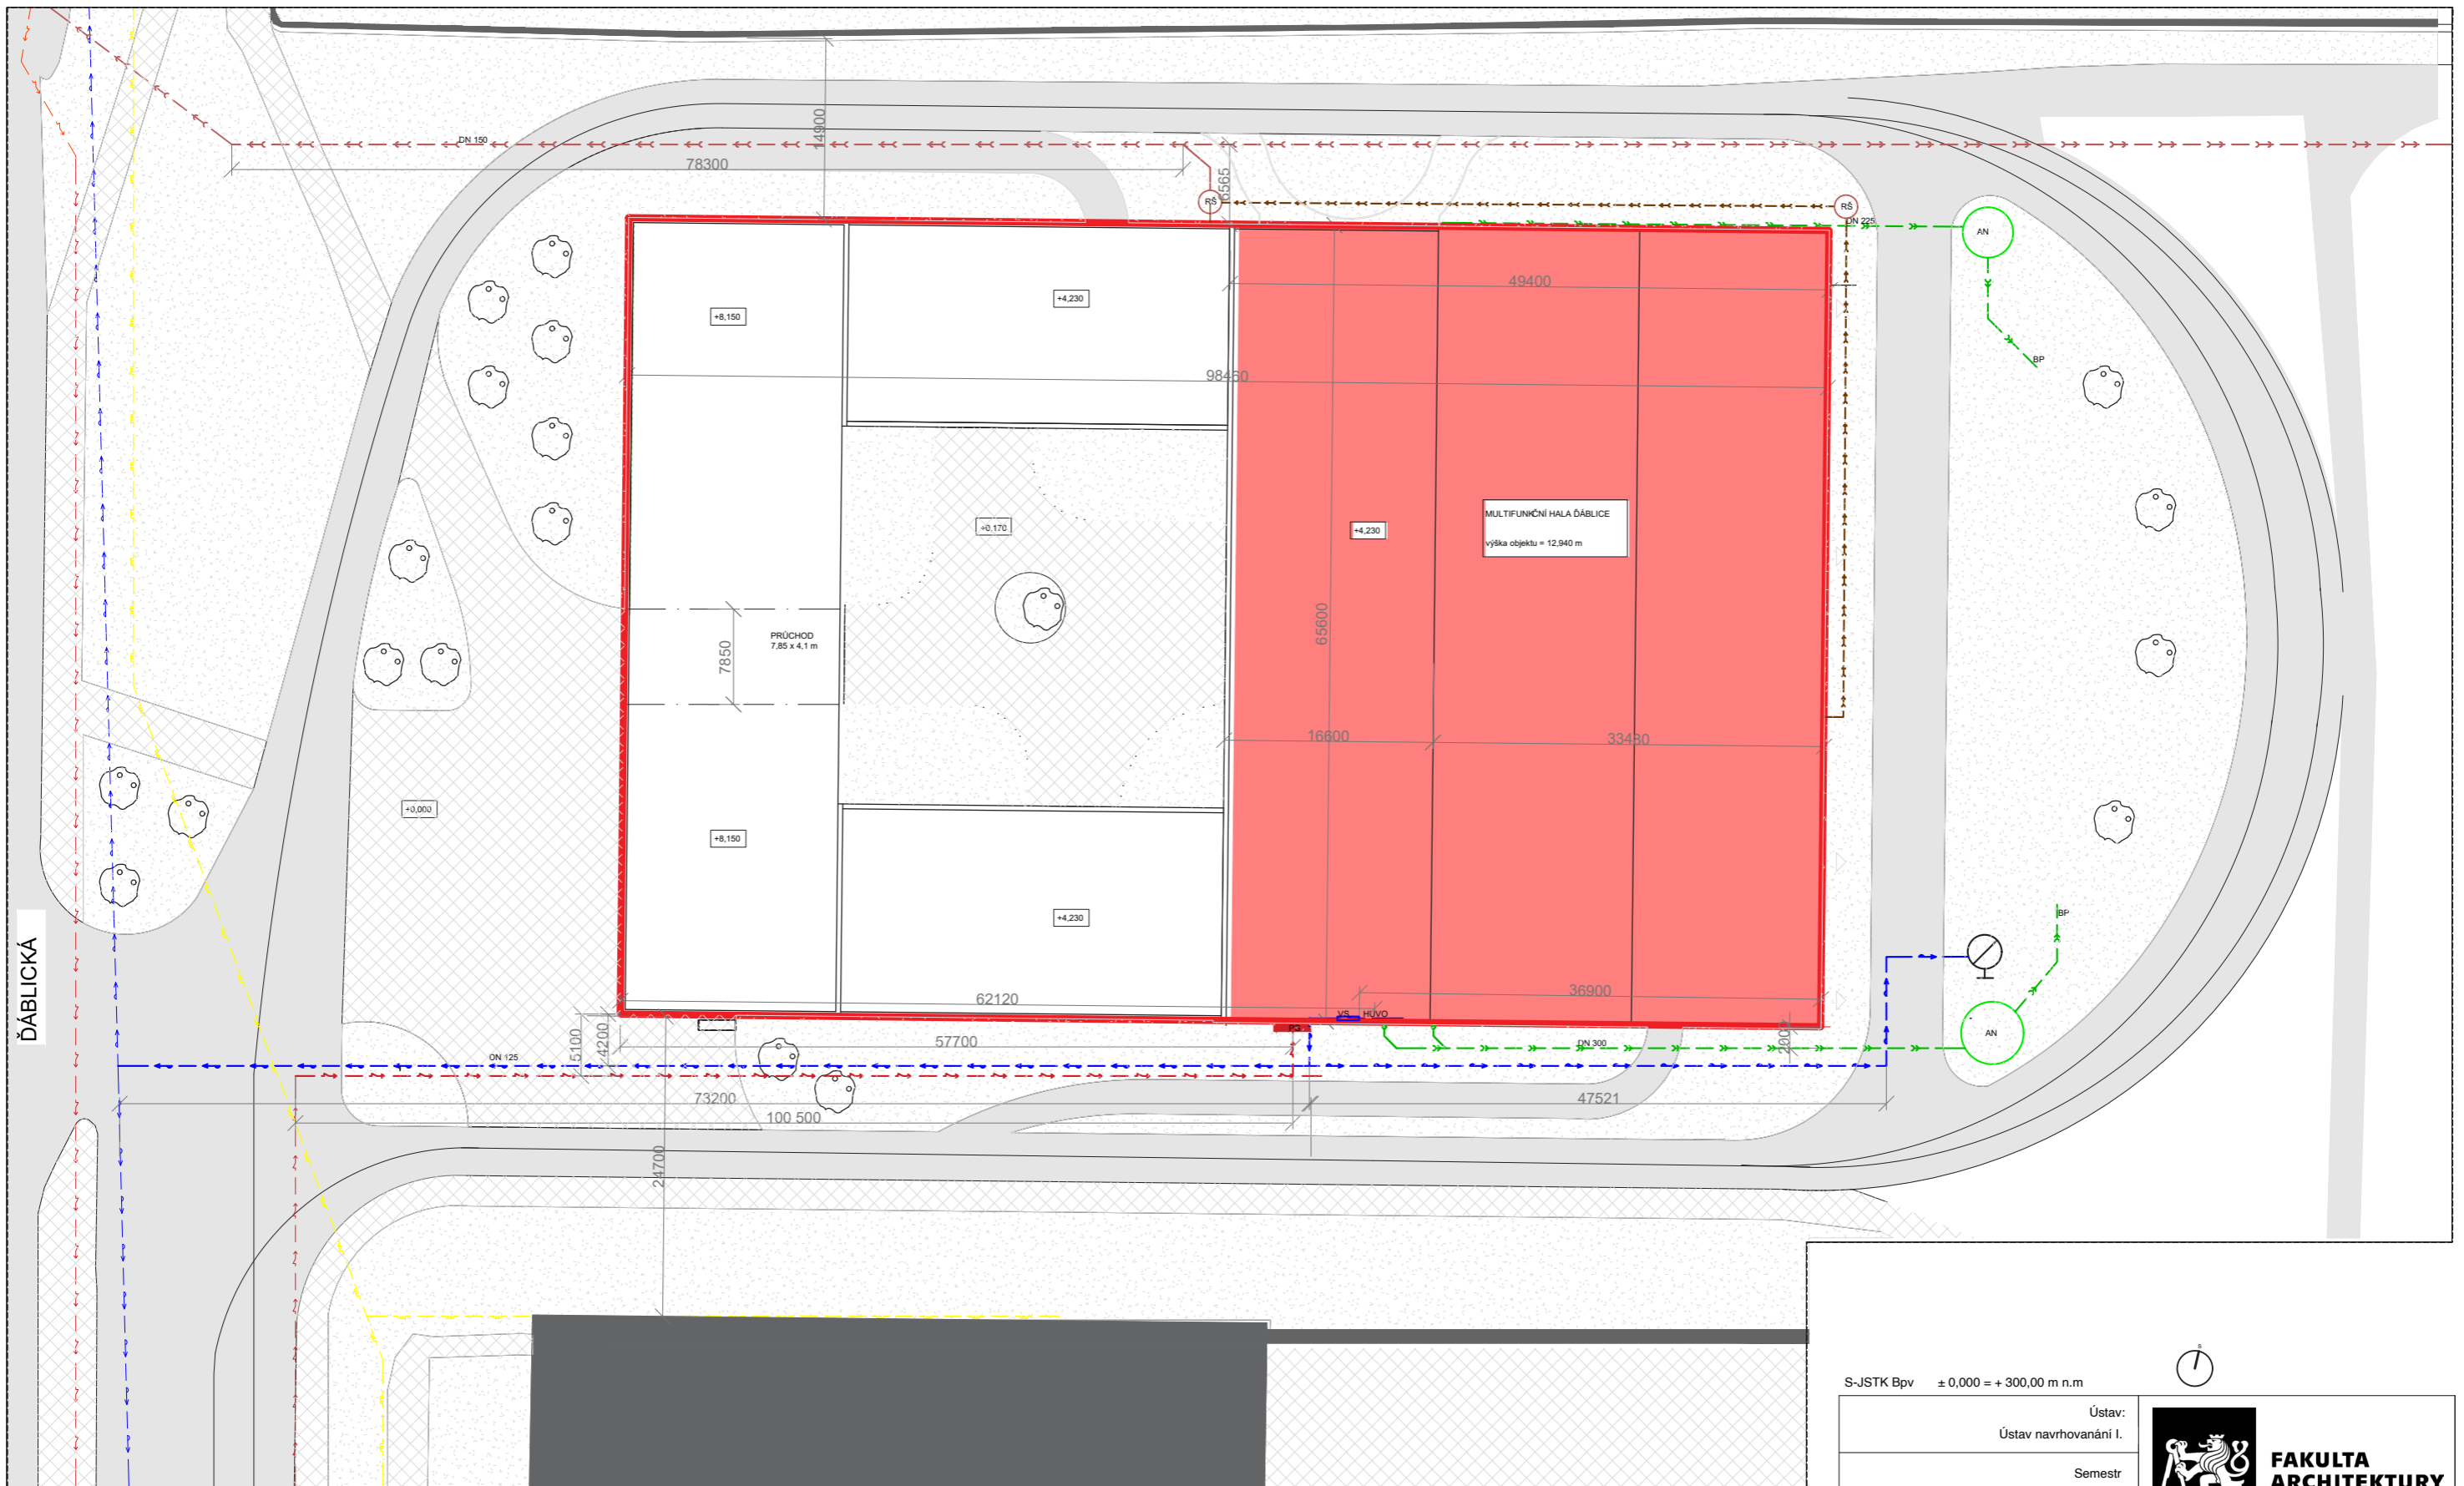 14900
DN 150
78300
6565
RŠ
RŠ
DN 225
AN
49400
+4,230
+8,150
BP
98460
MULTIFUNKČNÍ HALA ĎÁBLICE
+0,170
+4,230
výška objektu = 12,940 m
65600
PRŮCHOD
7,85 x 4,1 m
7850
16600
33480
+0,000
+8,150
+4,230
BP
ĎÁBLICKÁ
62120
36900
VS
HUVO
PS
AN
5100
4200
57700
DN 300
2000
DN 125
73200
47521
100 500
24700
S
S-JSTK Bpv ± 0,000 = + 300,00 m n.m
Ústav:
Ústav navrhovanání I.
Semestr
FAKULTA
ARCHITEKTURY